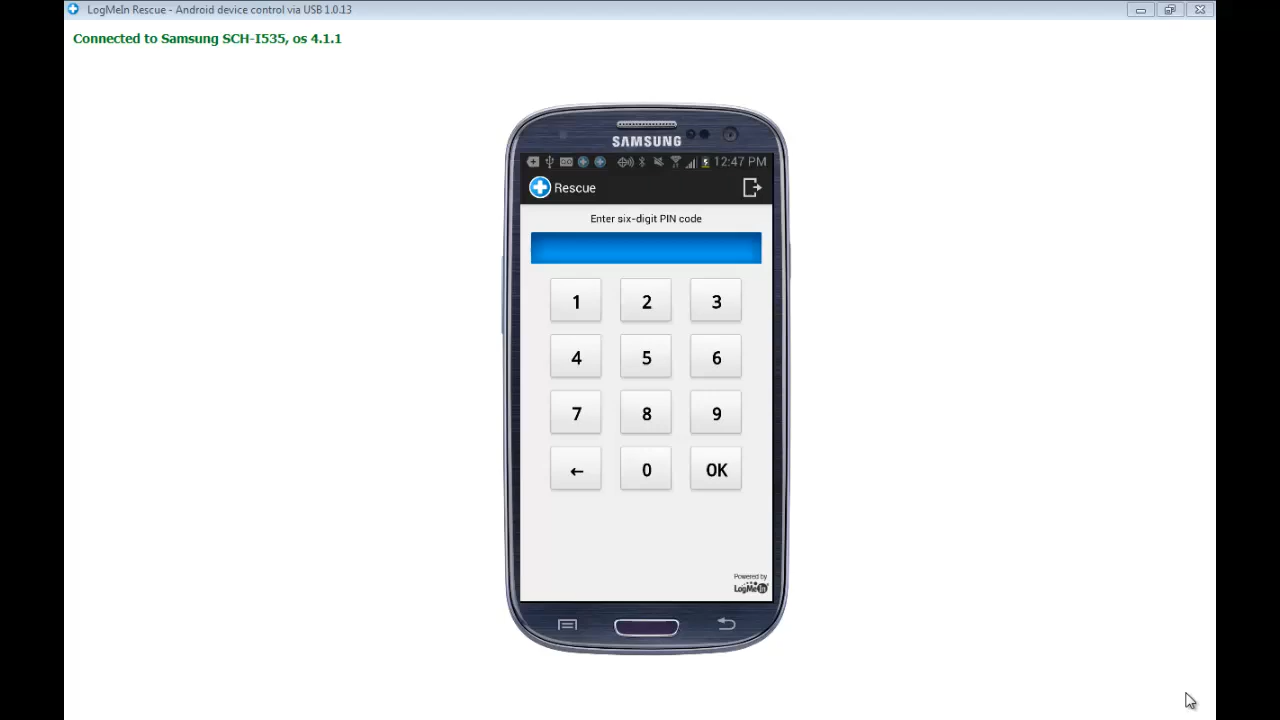 LogMeIn Rescue - Android device control via USB 1.0.13
Connected to Samsung SCH-I535, os 4.1.1
SAMSUNG
12:47 PM
Rescue
Enter six-digit PIN code
1 2 3
4 5 6
7 8 9
← 0 OK
Powered by
LogMeIn